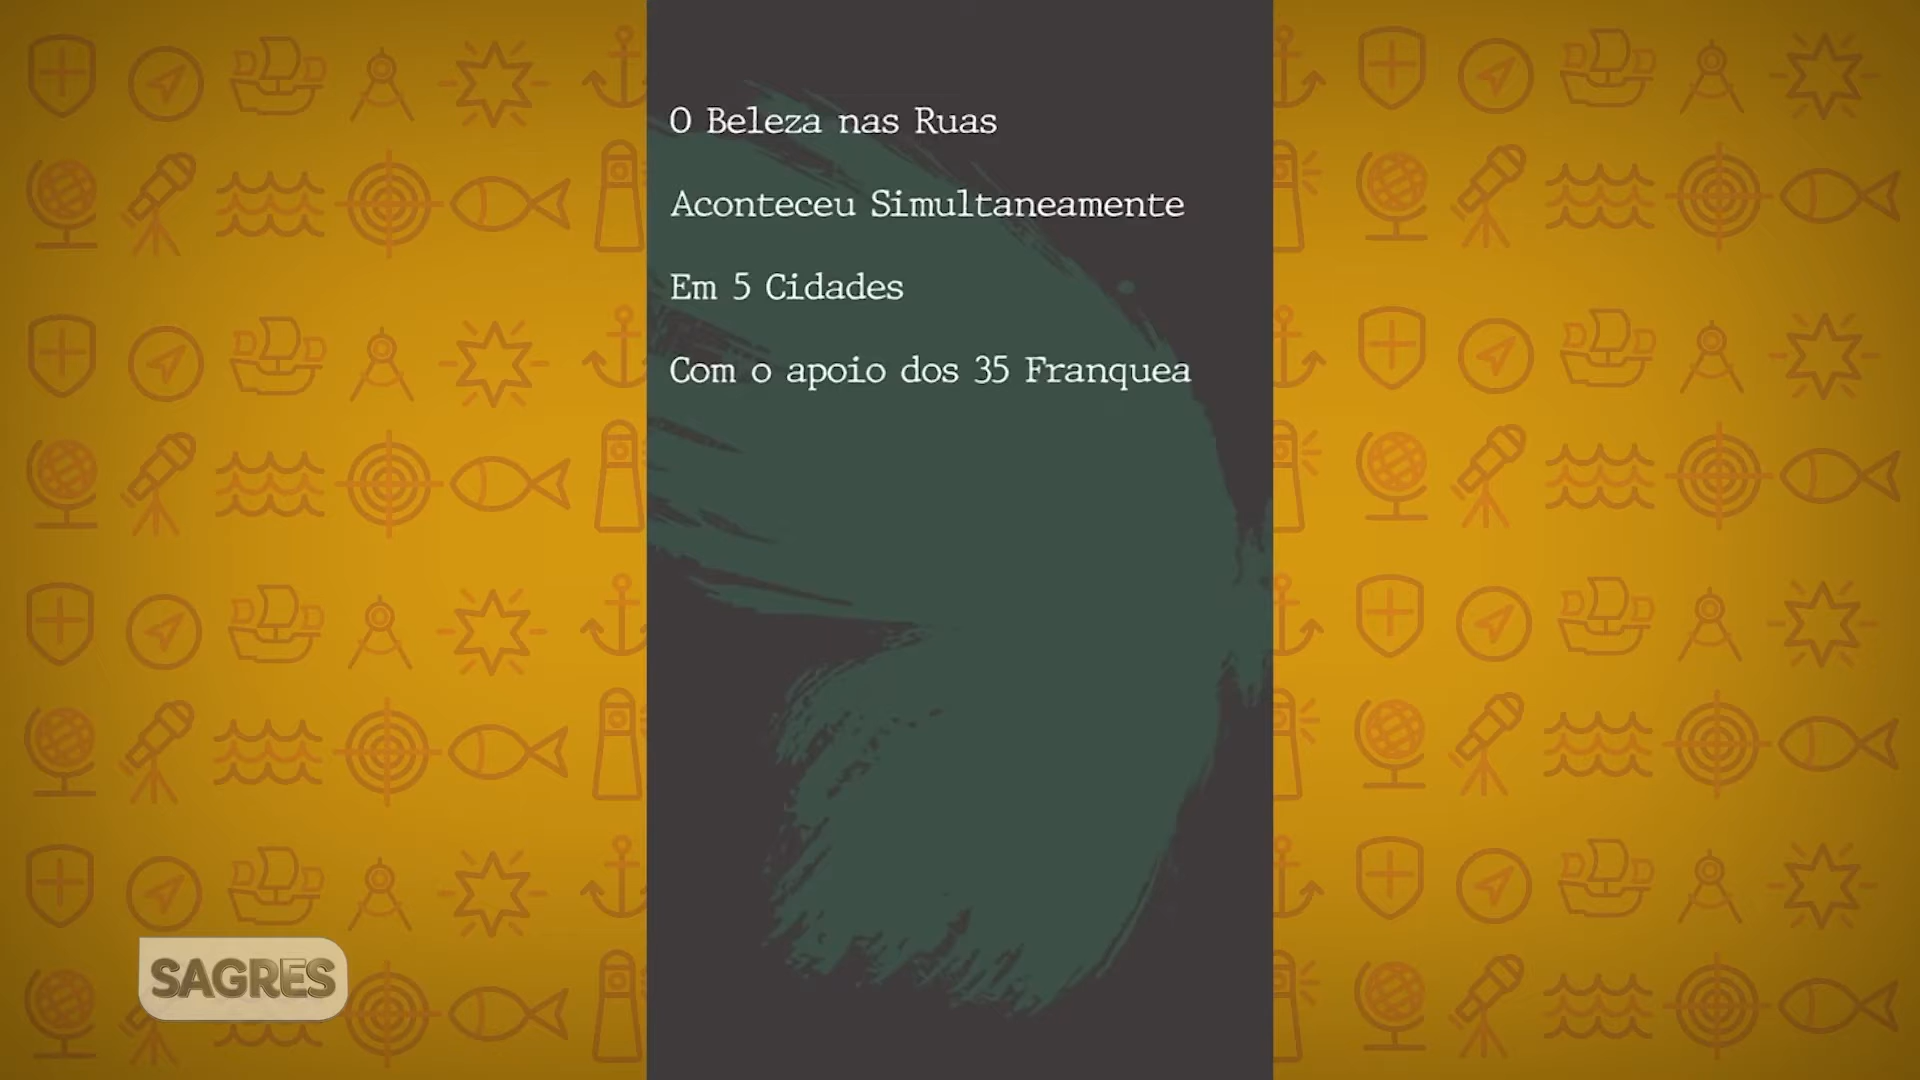 O Beleza nas Ruas
Aconteceu Simultaneamente
Em 5 Cidades
Com o apoio dos 35 Franquea
SAGRES